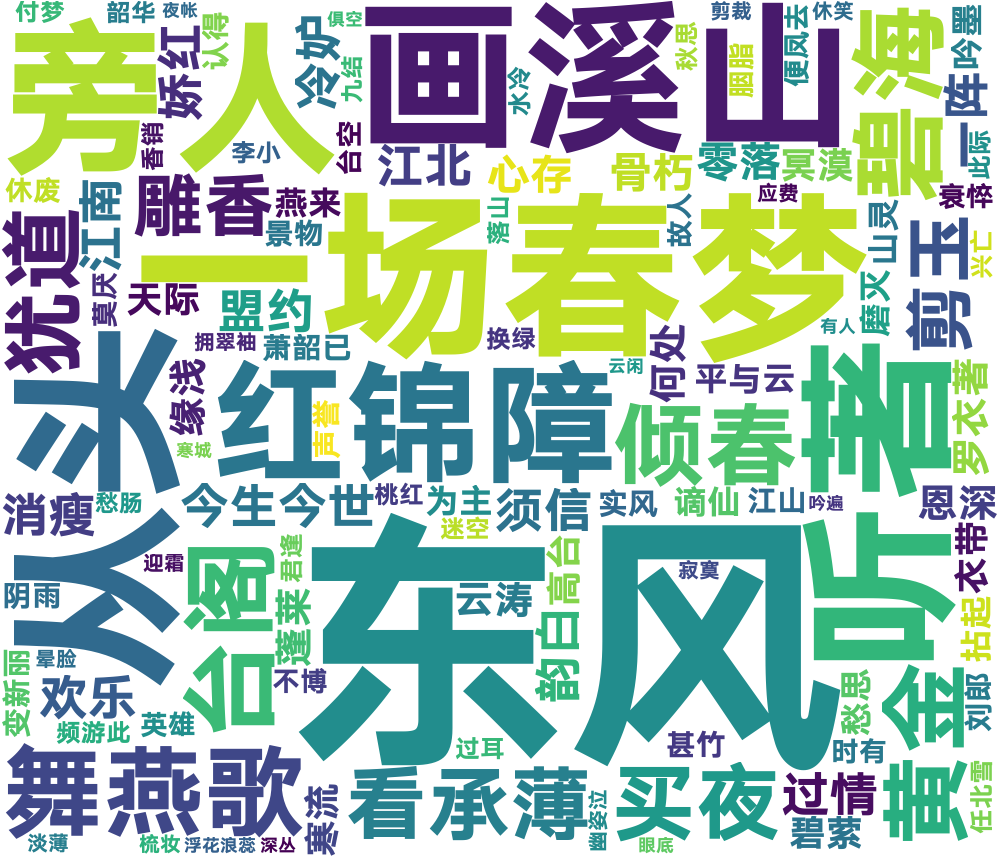 付梦
韶华
夜帐
俱空
旁人
认得
娇红
冷妒
九结
画溪山
秋思
剪裁
胭脂
便凤去
休笑
碧海
一阵
吟墨
水冷
香销
李小
台空
江北
心存
骨朽
零落
冥漠
此际
休废
江南
雕香
燕来
景物
落山
故人
应费
山灵
衰悴
犹道
莫厌
天际
盟约
一场春梦
剪玉
兴亡
磨灭
有人
拥翠袖
萧韶已
换绿
云闲
何处
平与云
从头
缘浅
红锦障
声誉
倾春
著
罗衣著
寒城
消瘦
愁肠
今生今世
桃红
为主
须信
实风
谪仙
江山
吟遍
恩深
迷空
迎霜
君逢
东风
寂寞
听
衣带
台阁
阴雨
蓬莱
云涛
高台
韵白
拈起
晕脸
变新丽
欢乐
不博
愁思
黄金
刘郎
频游此
英雄
过耳
甚竹
时有
舞燕歌
寒流
看承薄
幽姿泣
买夜
过情
碧萦
任北雪
淡薄
梳妆
浮花浪蕊
深丛
眼底